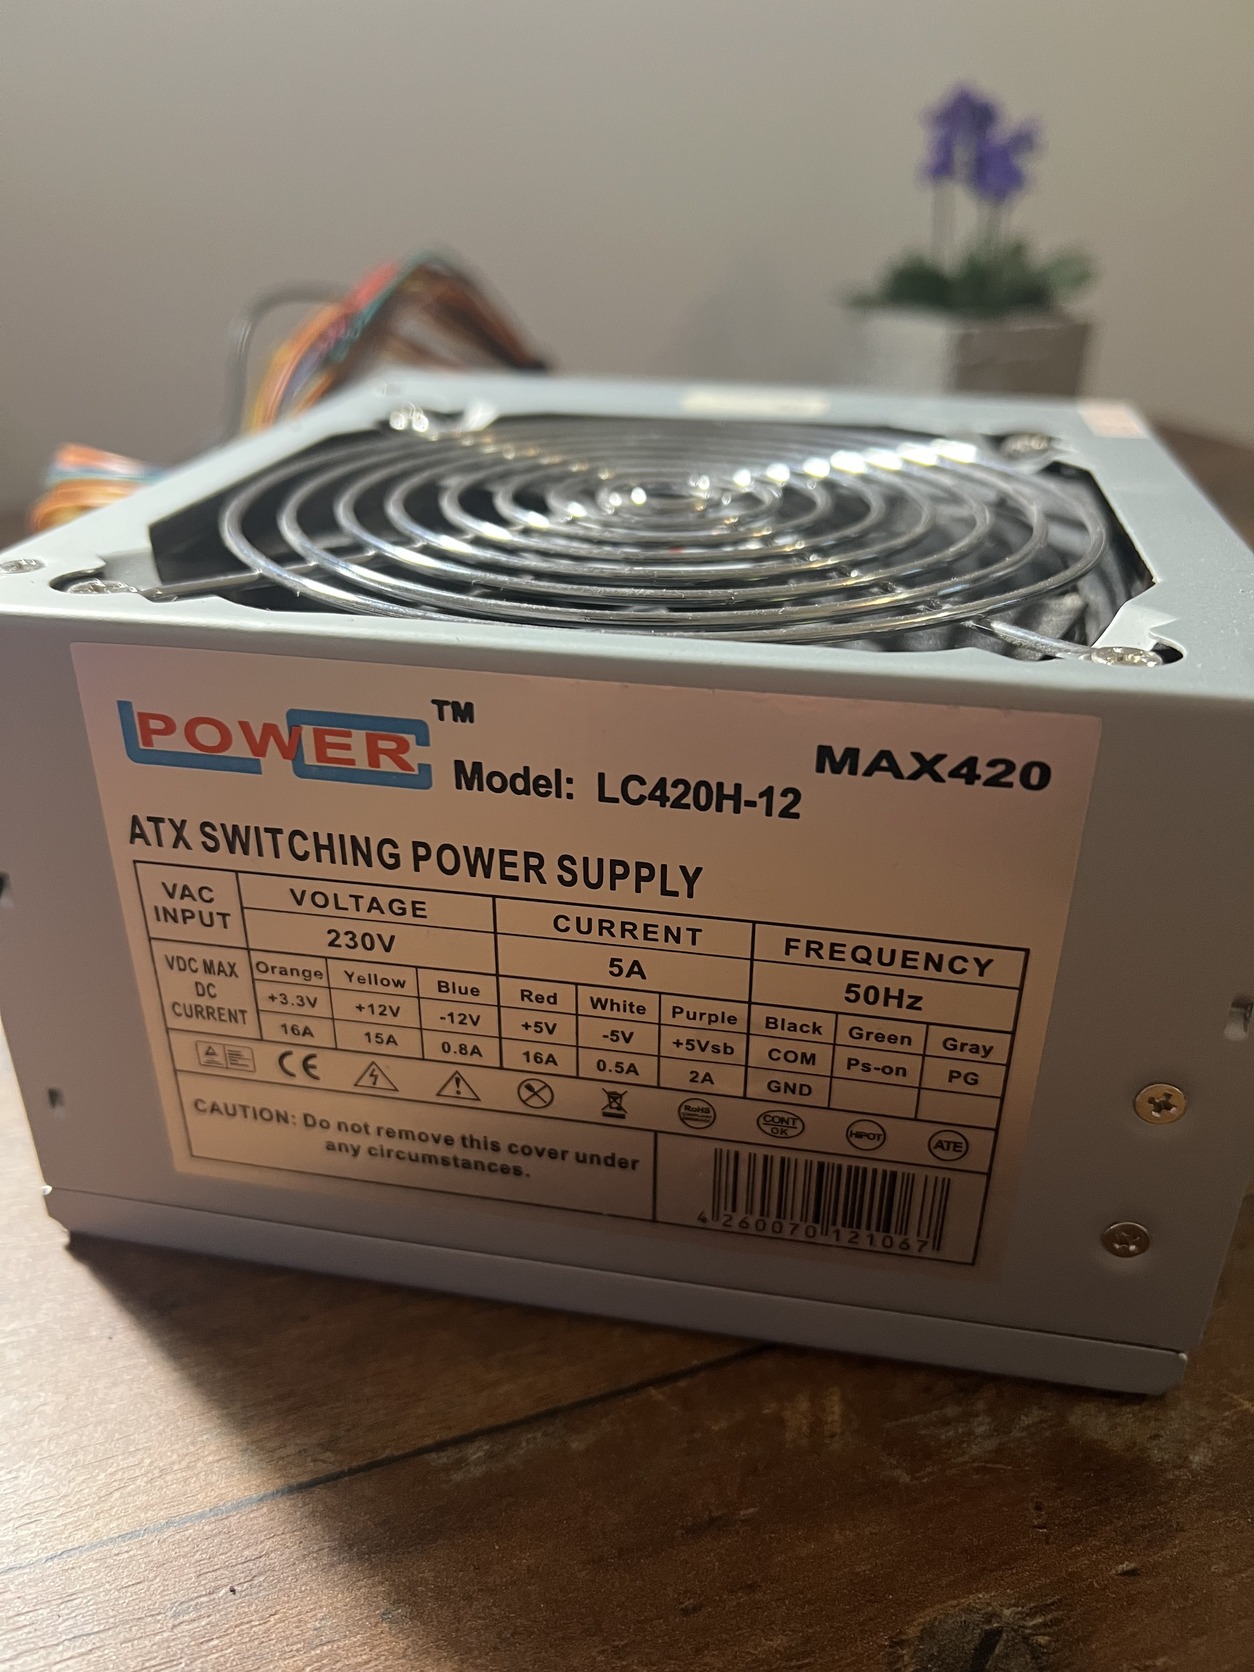 POWER™
MAX420
Model: LC420H-12
ATX SWITCHING POWER SUPPLY
VAC INPUT VOLTAGE CURRENT FREQUENCY
230V 5A 50Hz
VDC MAX DC CURRENT Orange Yellow Blue Red White Purple Black Green Gray
+3.3V +12V -12V +5V -5V +5Vsb COM Ps-on PG
16A 15A 0.8A 16A 0.5A 2A GND
CE RoHS CONT OK HIPOT ATE
CAUTION: Do not remove this cover under
any circumstances.
4 260070 121067